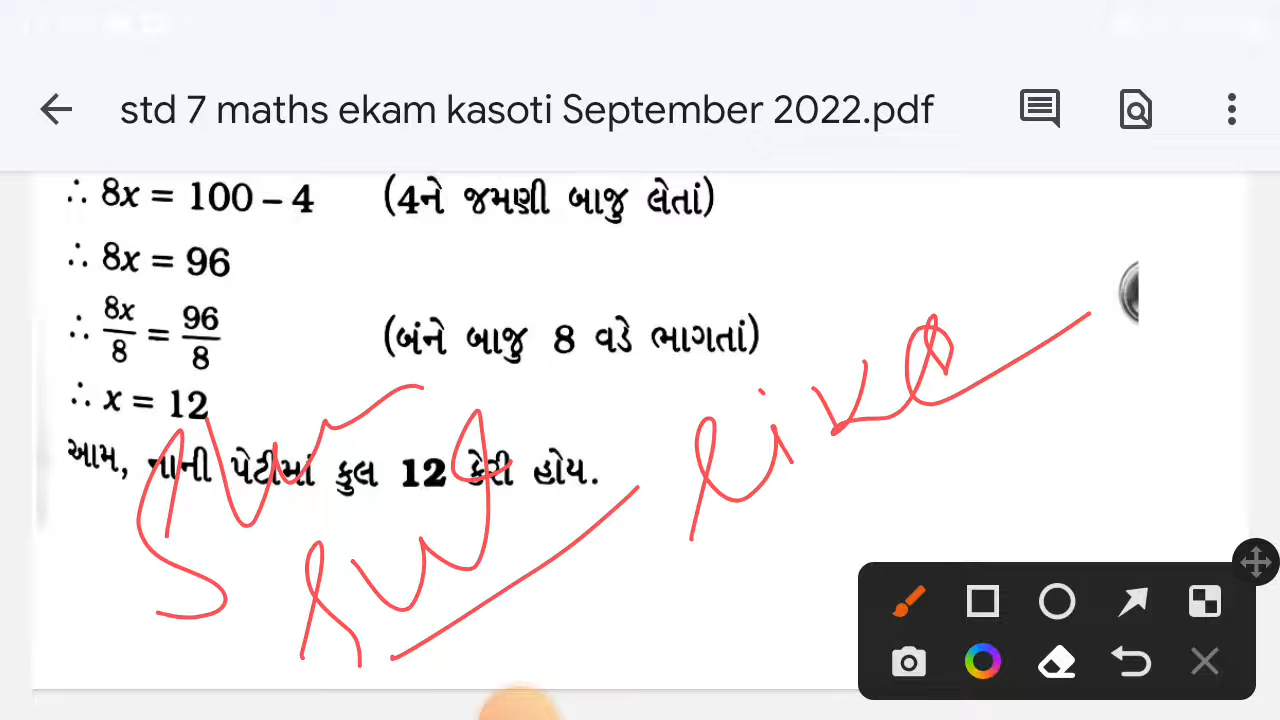 std 7 maths ekam kasoti September 2022.pdf
∴ 8x = 100 – 4 (4ને જમણી બાજુ લેતાં)
∴ 8x = 96
∴ 8x/8 = 96/8 (બંને બાજુ 8 વડે ભાગતાં)
∴ x = 12
આમ, નાની પેટીમાં કુલ 12 કેરી હોય.
like